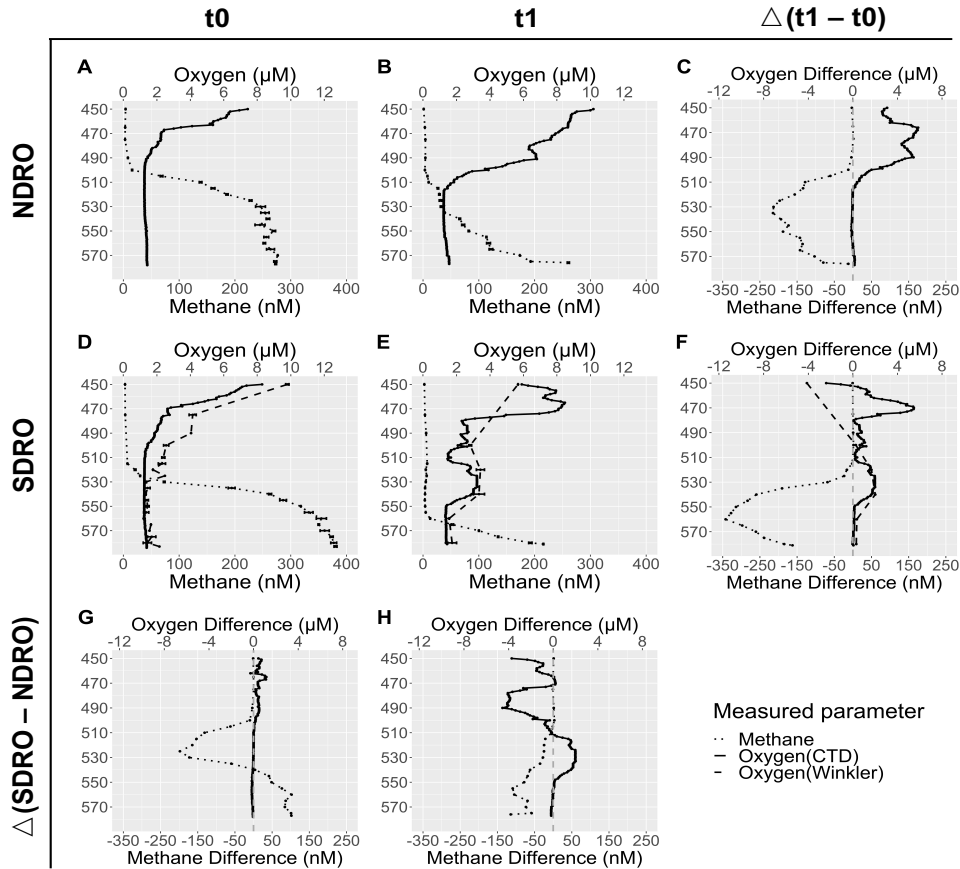 t0 t1 △(t1 – t0)
NDRO
A
Oxygen (µM)
0 2 4 6 8 10 12
450
470
490
510
530
550
570
0 100 200 300 400
Methane (nM)
B
Oxygen (µM)
0 2 4 6 8 10 12
450
470
490
510
530
550
570
0 100 200 300 400
Methane (nM)
C
Oxygen Difference (µM)
-12 -8 -4 0 4 8
450
470
490
510
530
550
570
-350 -250 -150 -50 50 150 250
Methane Difference (nM)
SDRO
D
Oxygen (µM)
0 2 4 6 8 10 12
450
470
490
510
530
550
570
0 100 200 300 400
Methane (nM)
E
Oxygen (µM)
0 2 4 6 8 10 12
450
470
490
510
530
550
570
0 100 200 300 400
Methane (nM)
F
Oxygen Difference (µM)
-12 -8 -4 0 4 8
450
470
490
510
530
550
570
-350 -250 -150 -50 50 150 250
Methane Difference (nM)
△(SDRO – NDRO)
G
Oxygen Difference (µM)
-12 -8 -4 0 4 8
450
470
490
510
530
550
570
-350 -250 -150 -50 50 150 250
Methane Difference (nM)
H
Oxygen Difference (µM)
-12 -8 -4 0 4 8
450
470
490
510
530
550
570
-350 -250 -150 -50 50 150 250
Methane Difference (nM)
Measured parameter
Methane
Oxygen(CTD)
Oxygen(Winkler)